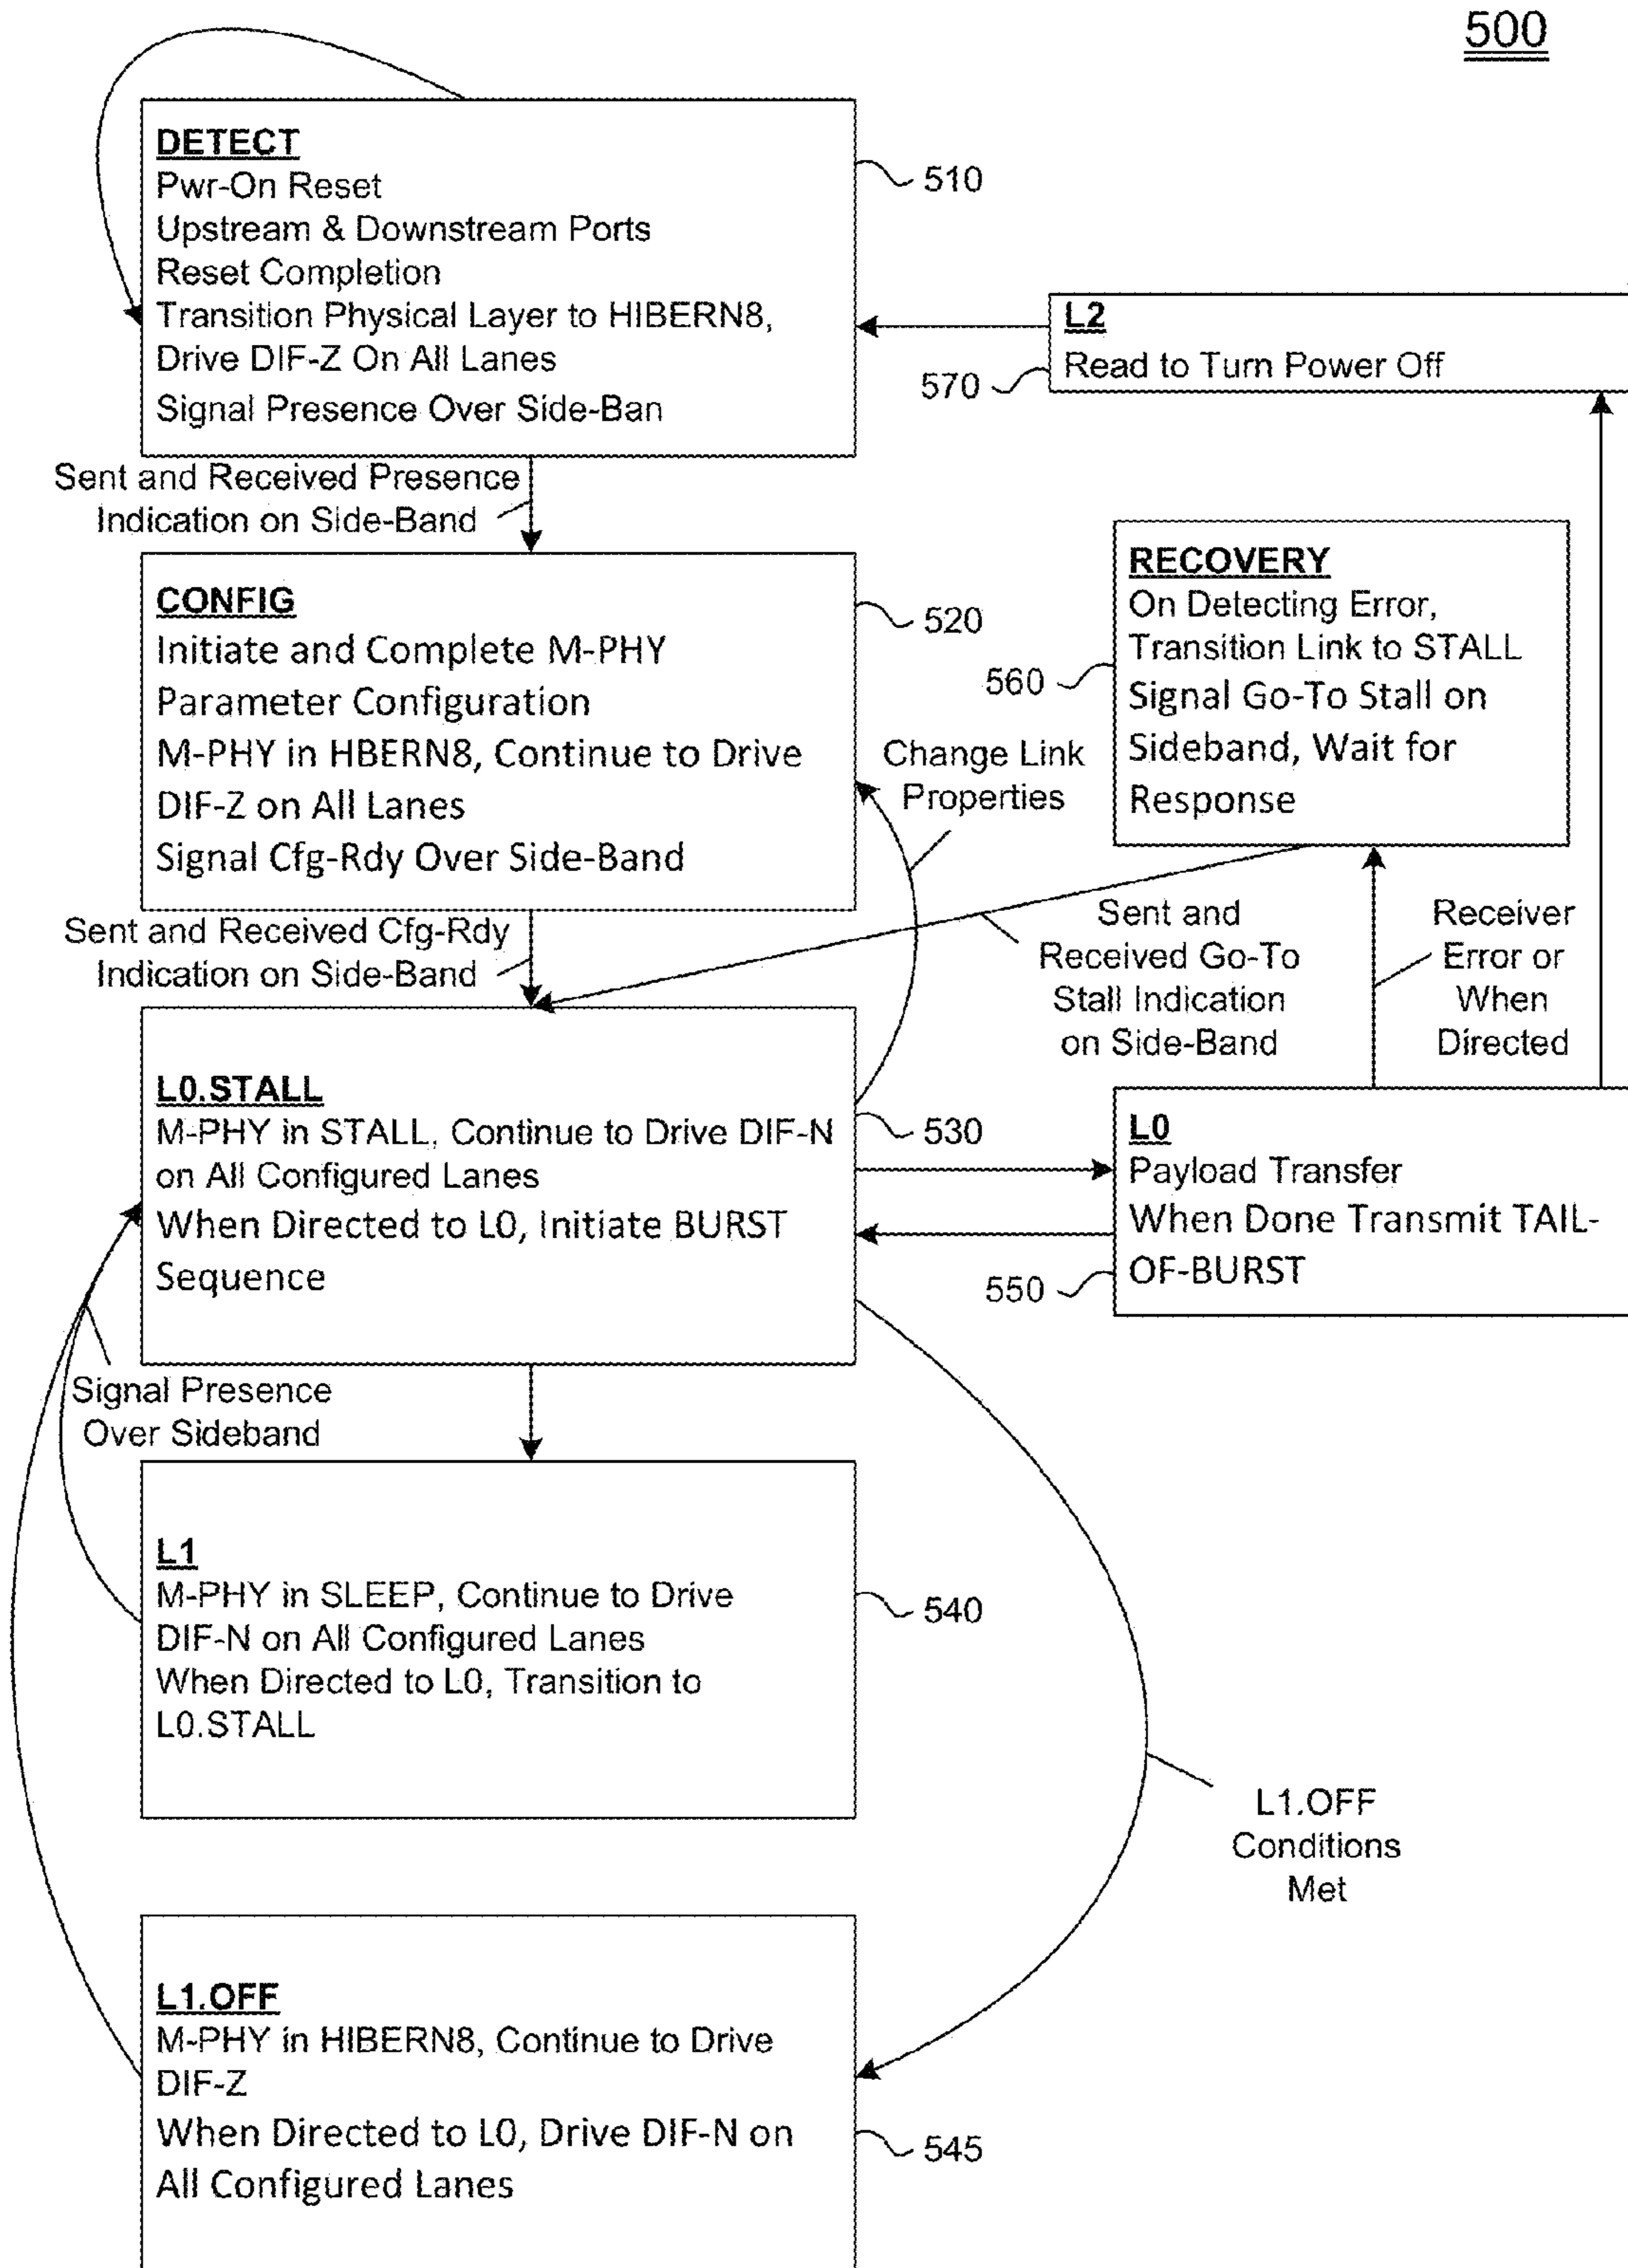 500
DETECT
Pwr-On Reset
Upstream & Downstream Ports
Reset Completion
Transition Physical Layer to HIBERN8,
Drive DIF-Z On All Lanes
Signal Presence Over Side-Ban
510
L2
Read to Turn Power Off
570
Sent and Received Presence
Indication on Side-Band
CONFIG
Initiate and Complete M-PHY
Parameter Configuration
M-PHY in HBERN8, Continue to Drive
DIF-Z on All Lanes
Signal Cfg-Rdy Over Side-Band
520
RECOVERY
On Detecting Error,
Transition Link to STALL
Signal Go-To Stall on
Sideband, Wait for
Response
560
Change Link
Properties
Sent and Received Cfg-Rdy
Indication on Side-Band
Sent and
Received Go-To
Stall Indication
on Side-Band
Receiver
Error or
When
Directed
L0.STALL
M-PHY in STALL, Continue to Drive DIF-N
on All Configured Lanes
When Directed to L0, Initiate BURST
Sequence
530
L0
Payload Transfer
When Done Transmit TAIL-
OF-BURST
550
Signal Presence
Over Sideband
L1
M-PHY in SLEEP, Continue to Drive
DIF-N on All Configured Lanes
When Directed to L0, Transition to
L0.STALL
540
L1.OFF
Conditions
Met
L1.OFF
M-PHY in HIBERN8, Continue to Drive
DIF-Z
When Directed to L0, Drive DIF-N on
All Configured Lanes
545